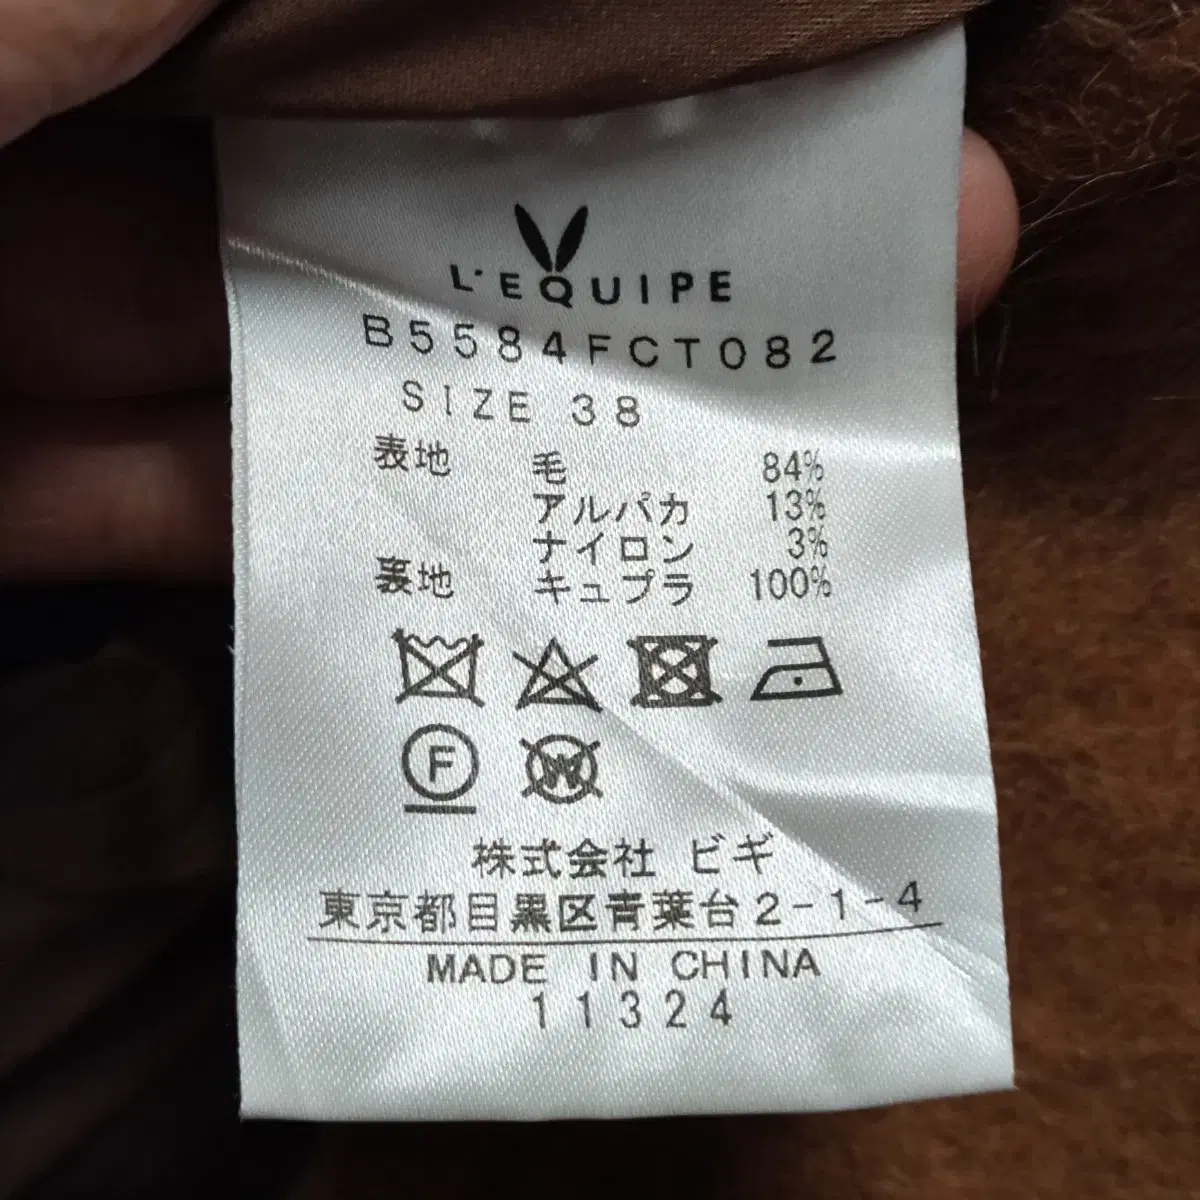 L'EQUIPE
B5584FCT082
SIZE 38
表地 毛 84%
アルパカ 13%
ナイロン 3%
裏地 キュプラ 100%
F W
株式会社 ビギ
東京都目黒区青葉台2-1-4
MADE IN CHINA
11324